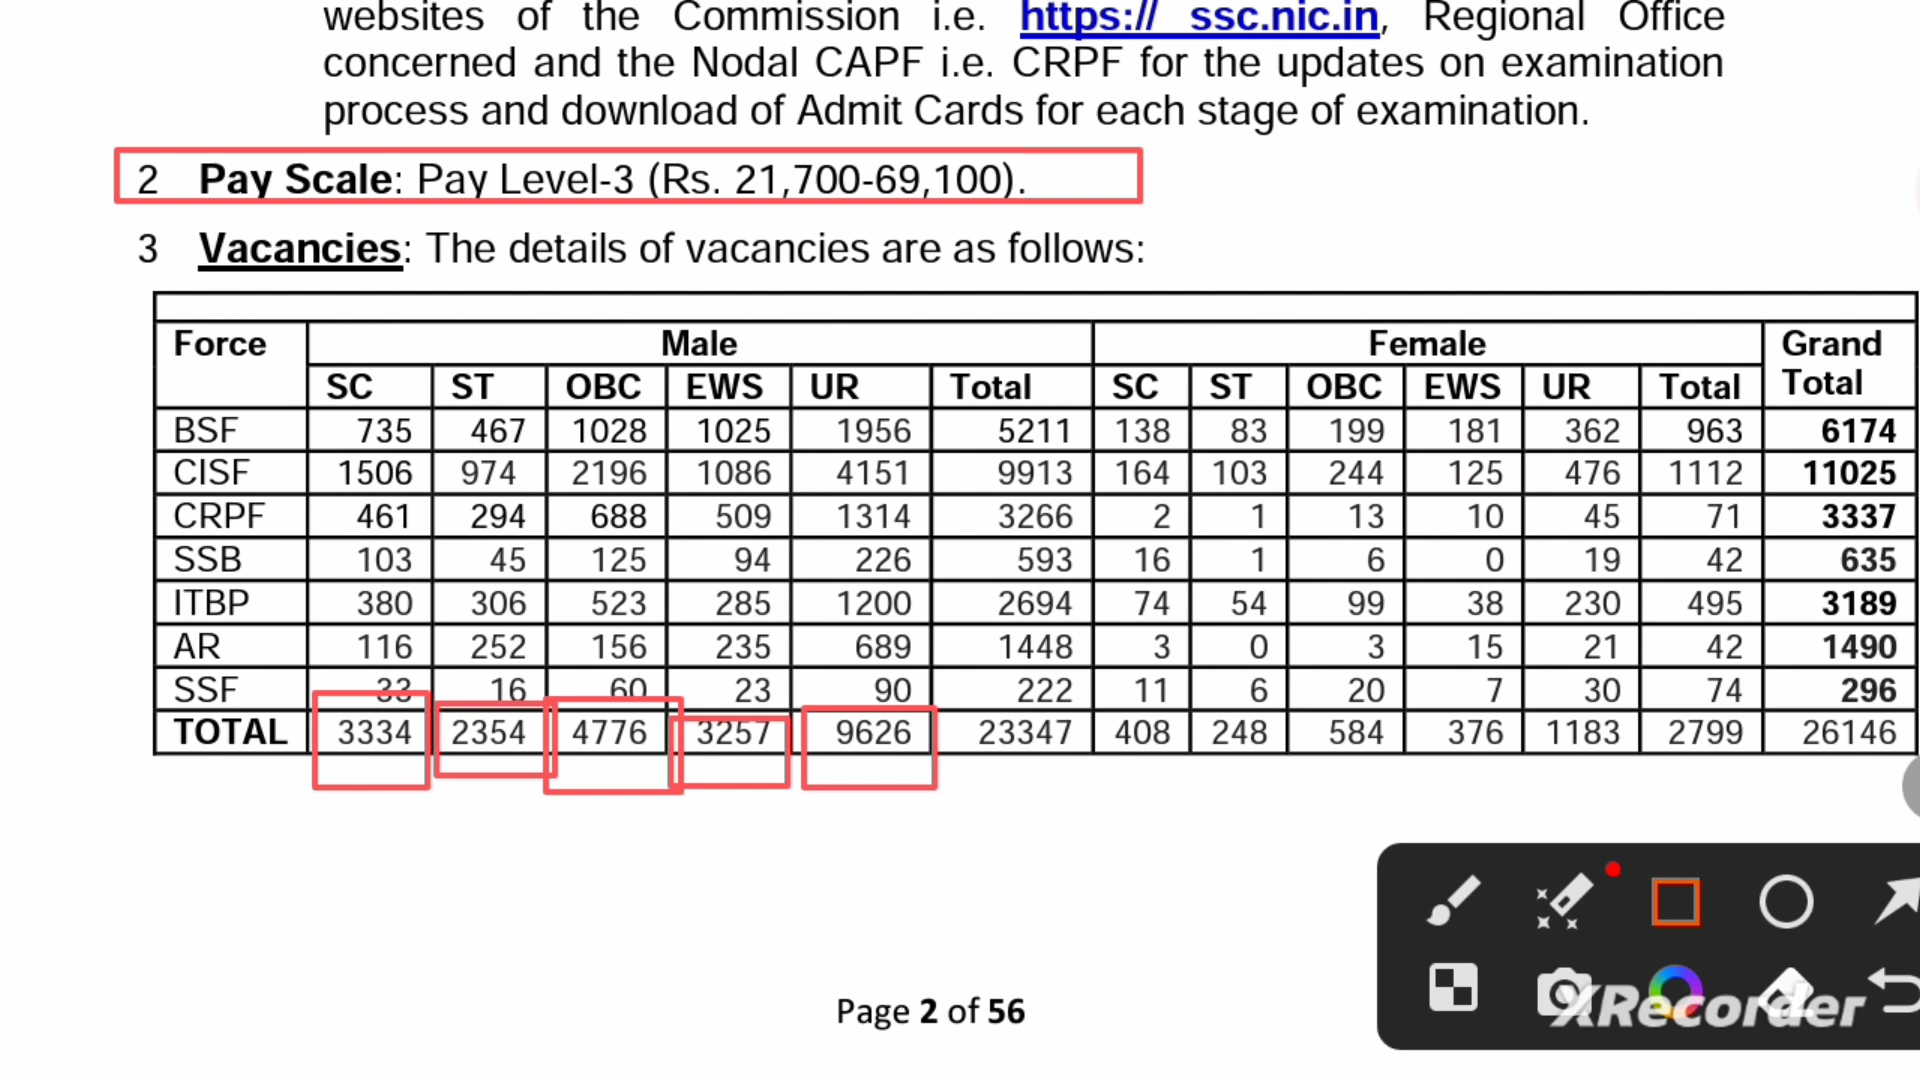 websites of the Commission i.e. https:// ssc.nic.in, Regional Office
concerned and the Nodal CAPF i.e. CRPF for the updates on examination
process and download of Admit Cards for each stage of examination.
2 Pay Scale: Pay Level-3 (Rs. 21,700-69,100).
3 Vacancies: The details of vacancies are as follows:
Force Male Female Grand Total
SC ST OBC EWS UR Total SC ST OBC EWS UR Total
BSF 735 467 1028 1025 1956 5211 138 83 199 181 362 963 6174
CISF 1506 974 2196 1086 4151 9913 164 103 244 125 476 1112 11025
CRPF 461 294 688 509 1314 3266 2 1 13 10 45 71 3337
SSB 103 45 125 94 226 593 16 1 6 0 19 42 635
ITBP 380 306 523 285 1200 2694 74 54 99 38 230 495 3189
AR 116 252 156 235 689 1448 3 0 3 15 21 42 1490
SSF 33 16 60 23 90 222 11 6 20 7 30 74 296
TOTAL 3334 2354 4776 3257 9626 23347 408 248 584 376 1183 2799 26146
Page 2 of 56
XRecorder